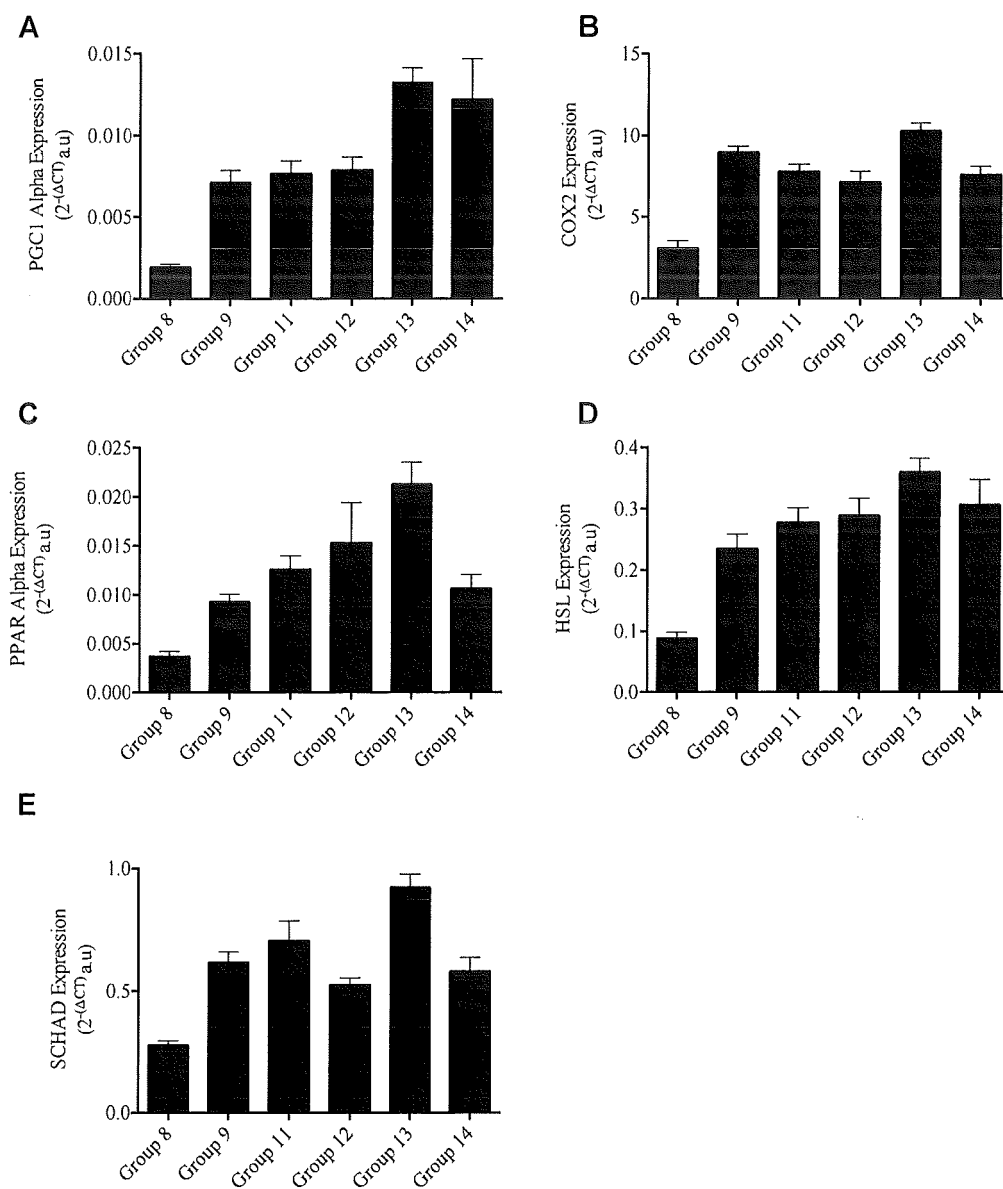 A
PGC1 Alpha Expression
(2-(ΔCT)a.u)
0.015
0.010
0.005
0.000
Group 8
Group 9
Group 11
Group 12
Group 13
Group 14
B
COX2 Expression
(2-(ΔCT)a.u)
15
10
5
0
Group 8
Group 9
Group 11
Group 12
Group 13
Group 14
C
PPAR Alpha Expression
(2-(ΔCT)a.u)
0.025
0.020
0.015
0.010
0.005
0.000
Group 8
Group 9
Group 11
Group 12
Group 13
Group 14
D
HSL Expression
(2-(ΔCT)a.u)
0.4
0.3
0.2
0.1
0.0
Group 8
Group 9
Group 11
Group 12
Group 13
Group 14
E
SCHAD Expression
(2-(ΔCT)a.u)
1.0
0.5
0.0
Group 8
Group 9
Group 11
Group 12
Group 13
Group 14